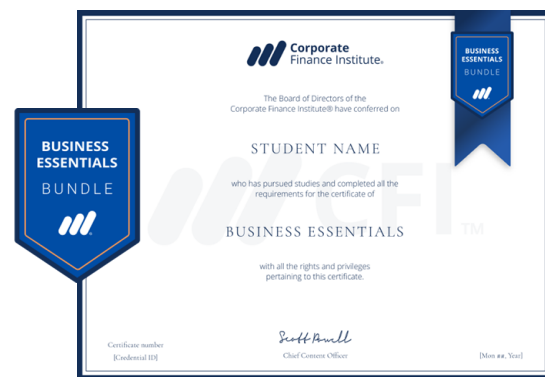 Corporate
Finance Institute®
BUSINESS
ESSENTIALS
BUNDLE
The Board of Directors of the
Corporate Finance Institute® have conferred on
STUDENT NAME
BUSINESS
ESSENTIALS
BUNDLE
who has pursued studies and completed all the
requirements for the certificate of
CFI™
BUSINESS ESSENTIALS
with all the rights and privileges
pertaining to this certificate.
Scott Powell
Certificate number
[Credential ID]
Chief Content Officer
[Mon ##, Year]